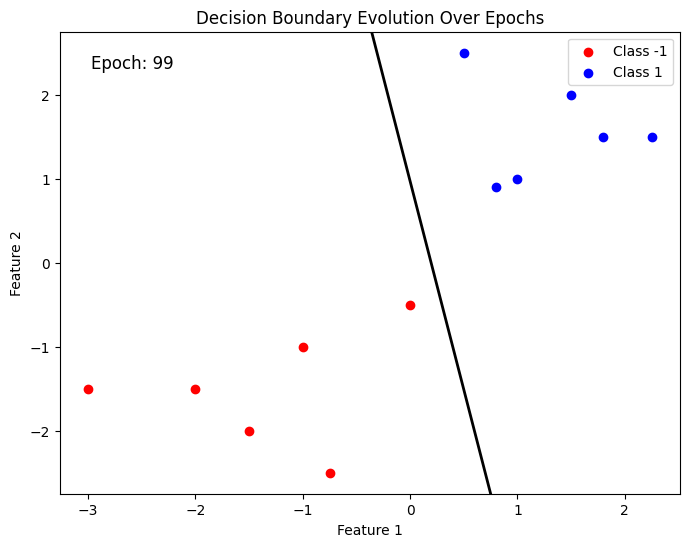 Decision Boundary Evolution Over Epochs
Epoch: 99
Class -1
Class 1
Feature 2
2
1
0
−1
−2
−3
−2
−1
0
1
2
Feature 1